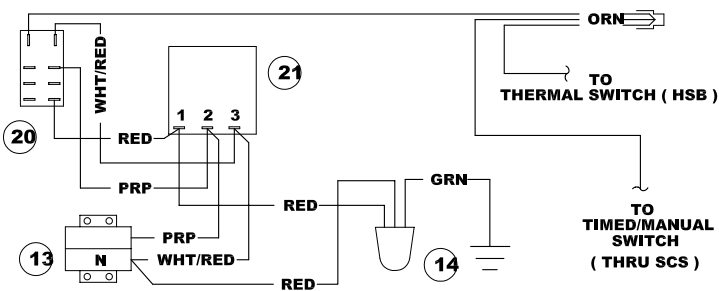 ORN
TO
THERMAL SWITCH ( HSB )
WHT/RED
21
1 2 3
20
RED
PRP
GRN
RED
TO
TIMED/MANUAL
SWITCH
( THRU SCS )
PRP
13
N
WHT/RED
14
RED